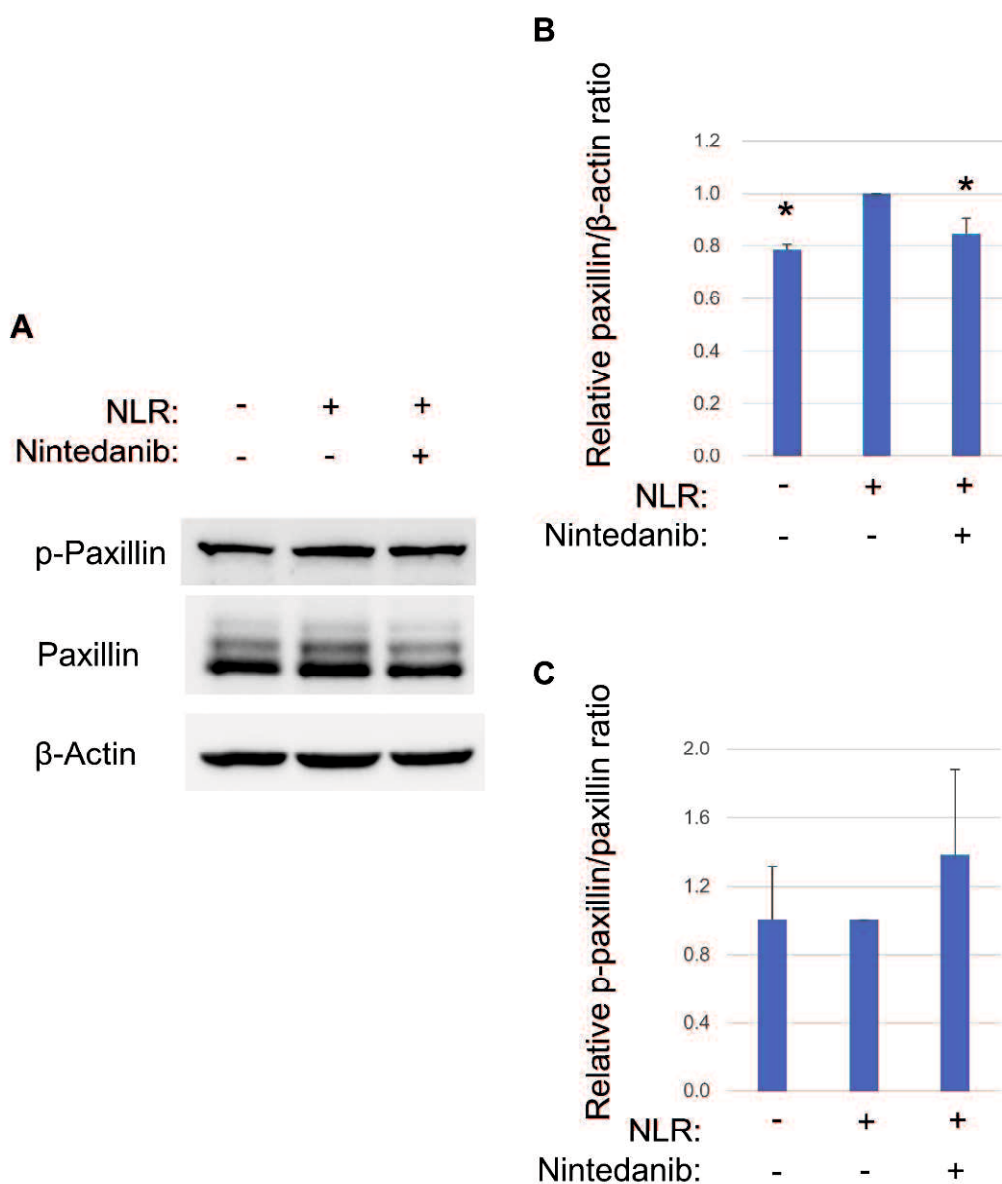 A
NLR: - + +
Nintedanib: - - +
p-Paxillin
Paxillin
β-Actin
B
Relative paxillin/β-actin ratio
1.2
1.0
0.8
0.6
0.4
0.2
0.0
* *
NLR: - + +
Nintedanib: - - +
C
Relative p-paxillin/paxillin ratio
2.0
1.6
1.2
0.8
0.4
0.0
NLR: - + +
Nintedanib: - - +